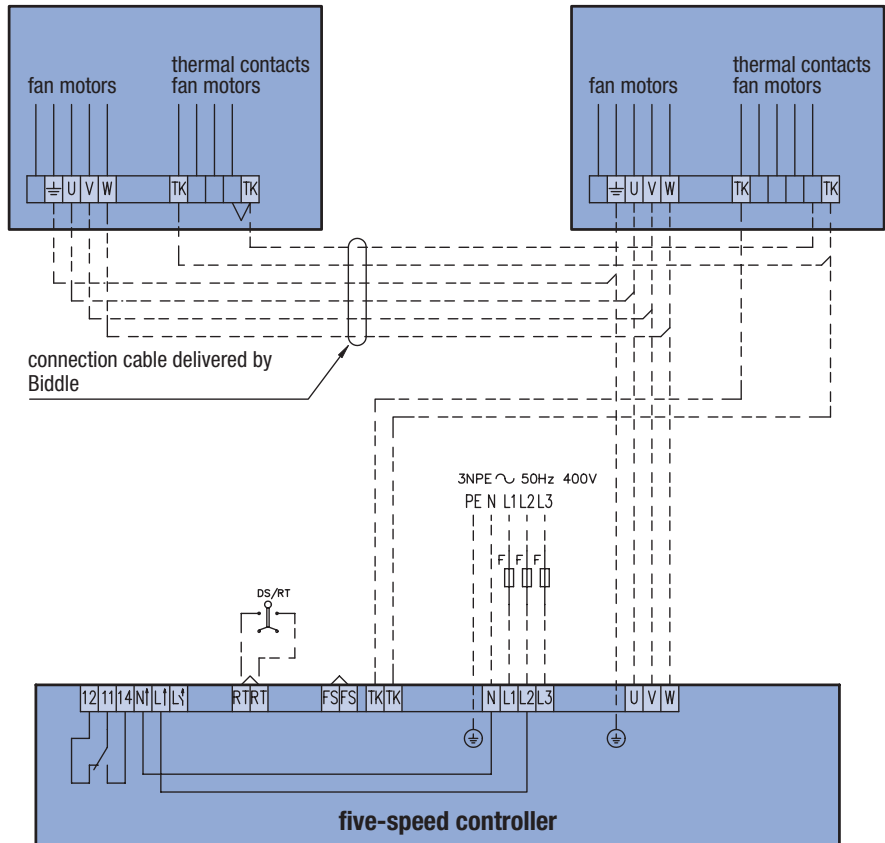 thermal contacts
fan motors fan motors
U V W TK TK
thermal contacts
fan motors fan motors
U V W TK TK
connection cable delivered by
Biddle
3NPE 50Hz 400V
PE N L1 L2 L3
F F F
DS/RT
12 11 14 N L L RT RT FS FS TK TK N L1 L2 L3 U V W
five-speed controller